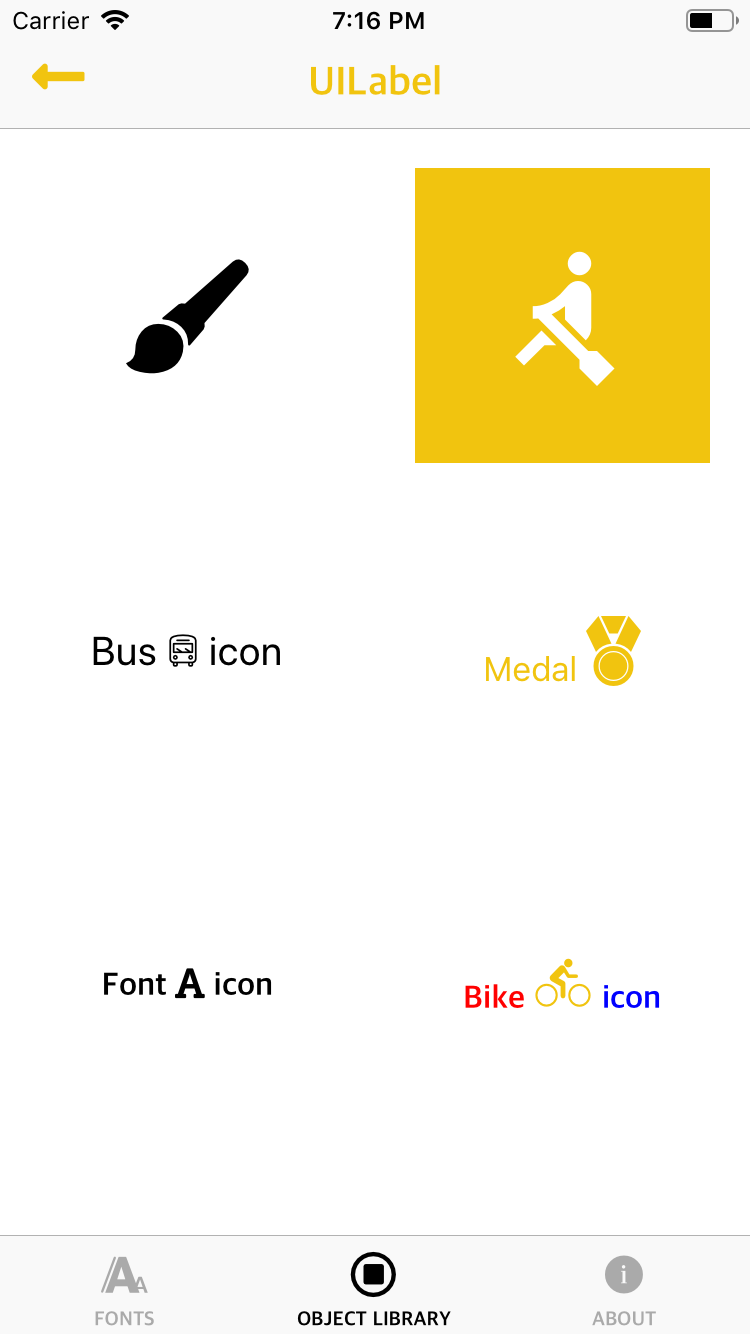 Carrier 7:16 PM
UILabel
Bus icon
Medal
Font A icon
Bike icon
FONTS
OBJECT LIBRARY
ABOUT